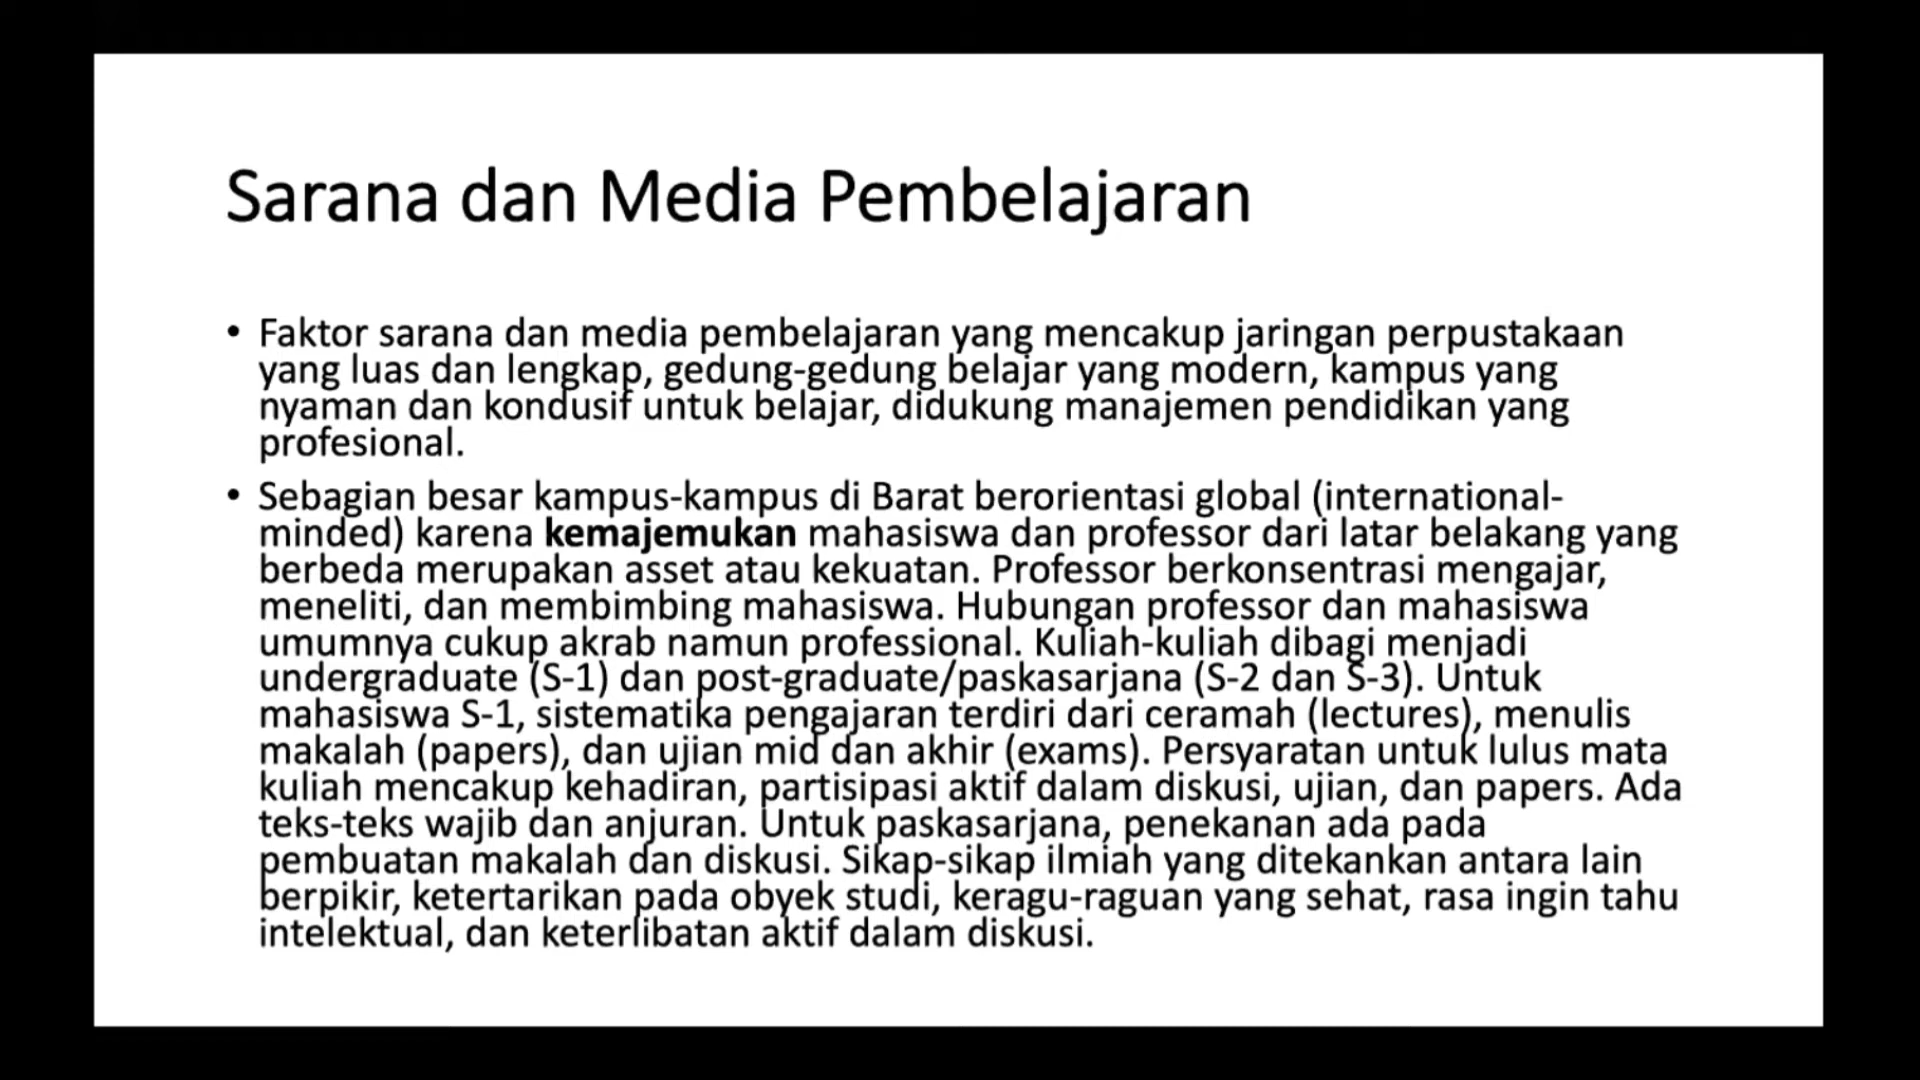 Sarana dan Media Pembelajaran
• Faktor sarana dan media pembelajaran yang mencakup jaringan perpustakaan
yang luas dan lengkap, gedung-gedung belajar yang modern, kampus yang
nyaman dan kondusif untuk belajar, didukung manajemen pendidikan yang
profesional.
• Sebagian besar kampus-kampus di Barat berorientasi global (international-
minded) karena kemajemukan mahasiswa dan professor dari latar belakang yang
berbeda merupakan asset atau kekuatan. Professor berkonsentrasi mengajar,
meneliti, dan membimbing mahasiswa. Hubungan professor dan mahasiswa
umumnya cukup akrab namun professional. Kuliah-kuliah dibagi menjadi
undergraduate (S-1) dan post-graduate/paskasarjana (S-2 dan S-3). Untuk
mahasiswa S-1, sistematika pengajaran terdiri dari ceramah (lectures), menulis
makalah (papers), dan ujian mid dan akhir (exams). Persyaratan untuk lulus mata
kuliah mencakup kehadiran, partisipasi aktif dalam diskusi, ujian, dan papers. Ada
teks-teks wajib dan anjuran. Untuk paskasarjana, penekanan ada pada
pembuatan makalah dan diskusi. Sikap-sikap ilmiah yang ditekankan antara lain
berpikir, ketertarikan pada obyek studi, keragu-raguan yang sehat, rasa ingin tahu
intelektual, dan keterlibatan aktif dalam diskusi.